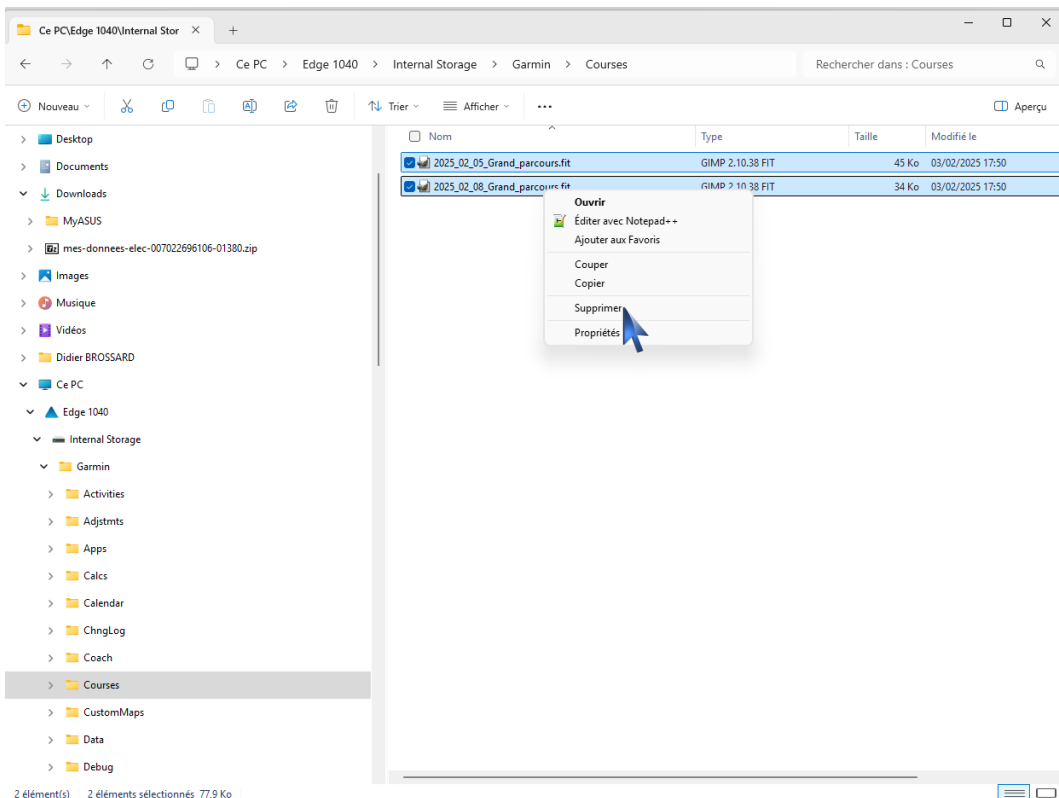 Ce PC\Edge 1040\Internal Stor
Ce PC > Edge 1040 > Internal Storage > Garmin > Courses
Rechercher dans : Courses
Nouveau
Trier
Afficher
Aperçu
Desktop
Documents
Downloads
MyASUS
mes-donnees-elec-007022696106-01380.zip
Images
Musique
Vidéos
Didier BROSSARD
Ce PC
Edge 1040
Internal Storage
Garmin
Activities
Adjstmts
Apps
Calcs
Calendar
ChngLog
Coach
Courses
CustomMaps
Data
Debug
Nom Type Taille Modifié le
2025_02_05_Grand_parcours.fit GIMP 2.10.38 FIT 45 Ko 03/02/2025 17:50
2025_02_08_Grand_parcours.fit GIMP 2.10.38 FIT 34 Ko 03/02/2025 17:50
Ouvrir
Éditer avec Notepad++
Ajouter aux Favoris
Couper
Copier
Supprimer
Propriétés
2 élément(s) 2 éléments sélectionnés 77,9 Ko